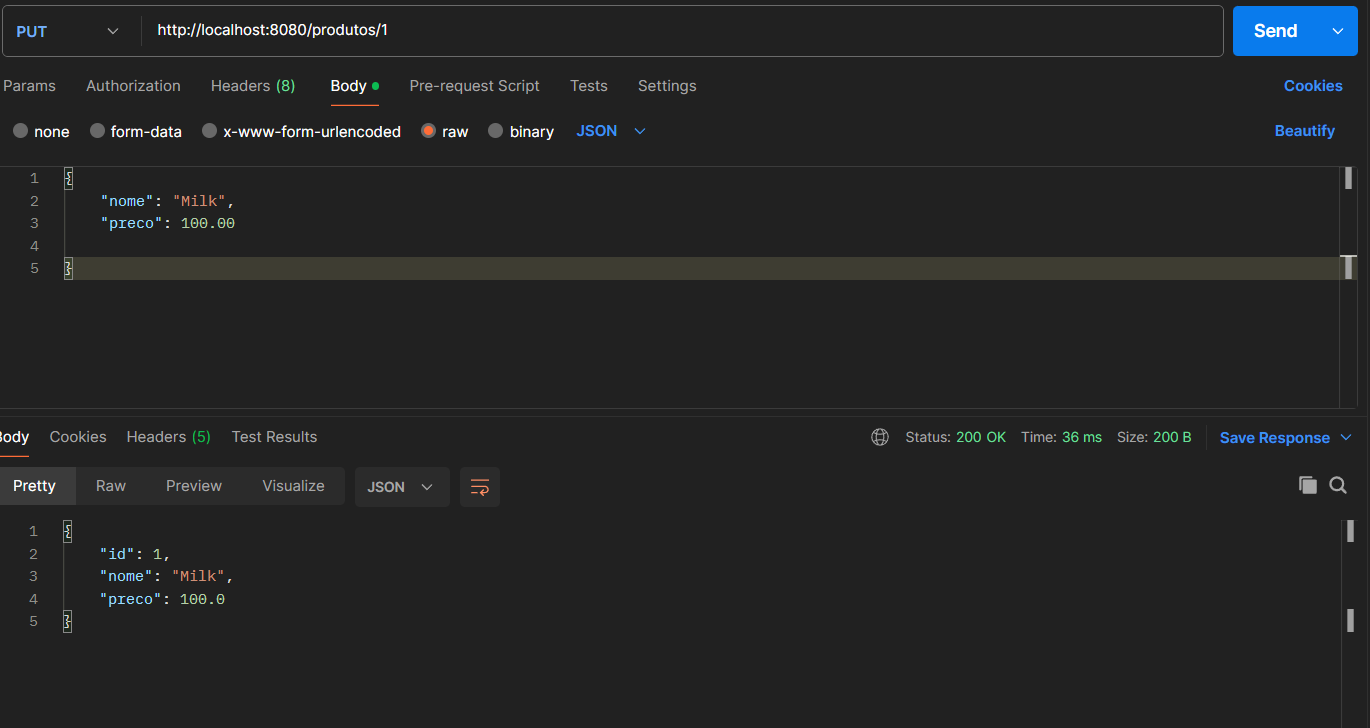 PUT http://localhost:8080/produtos/1 Send
Params Authorization Headers (8) Body Pre-request Script Tests Settings Cookies
none form-data x-www-form-urlencoded raw binary JSON Beautify
1 {
2 "nome": "Milk",
3 "preco": 100.00
4
5 }
Body Cookies Headers (5) Test Results Status: 200 OK Time: 36 ms Size: 200 B Save Response
Pretty Raw Preview Visualize JSON
1 {
2 "id": 1,
3 "nome": "Milk",
4 "preco": 100.0
5 }